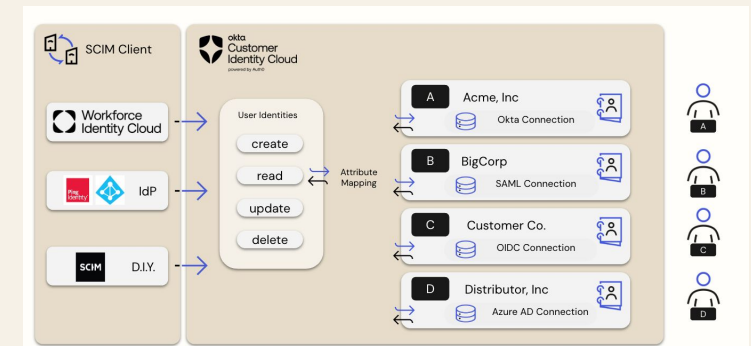 SCIM Client
okta
Customer
Identity Cloud
powered by Auth0
Workforce
Identity Cloud
Ping
Identity
IdP
SCIM
D.I.Y.
User Identities
create
read
update
delete
Attribute
Mapping
A
Acme, Inc
Okta Connection
B
BigCorp
SAML Connection
C
Customer Co.
OIDC Connection
D
Distributor, Inc
Azure AD Connection
A
B
C
D